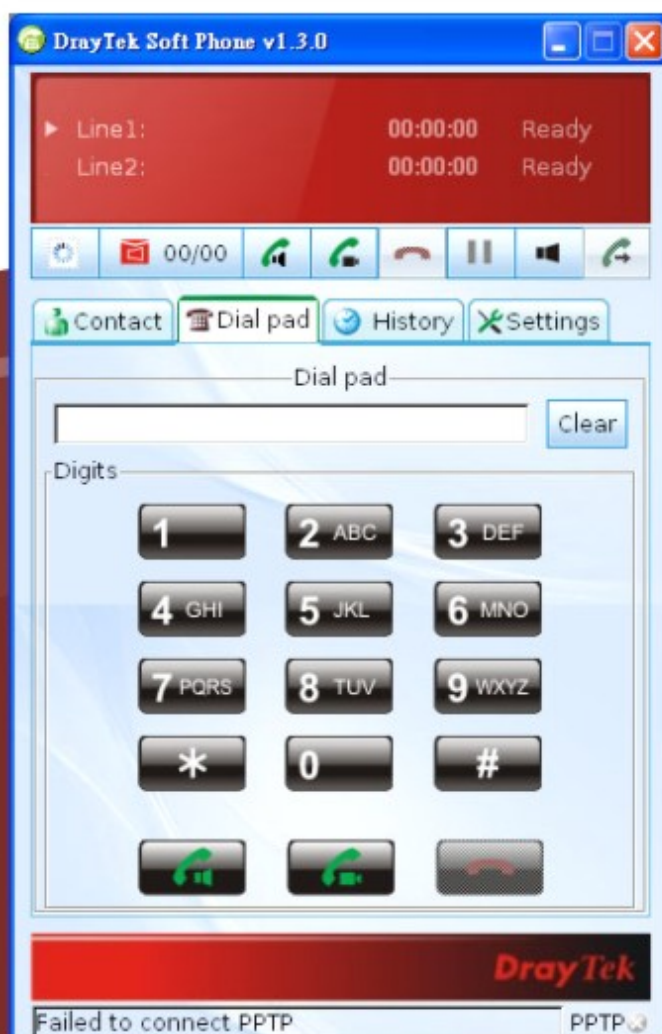 DrayTek Soft Phone v1.3.0
Line1: 00:00:00 Ready
Line2: 00:00:00 Ready
00/00
Contact Dial pad History Settings
Dial pad
Clear
Digits
1 2 ABC 3 DEF
4 GHI 5 JKL 6 MNO
7 PQRS 8 TUV 9 WXYZ
* 0 #
DrayTek
Failed to connect PPTP PPTP